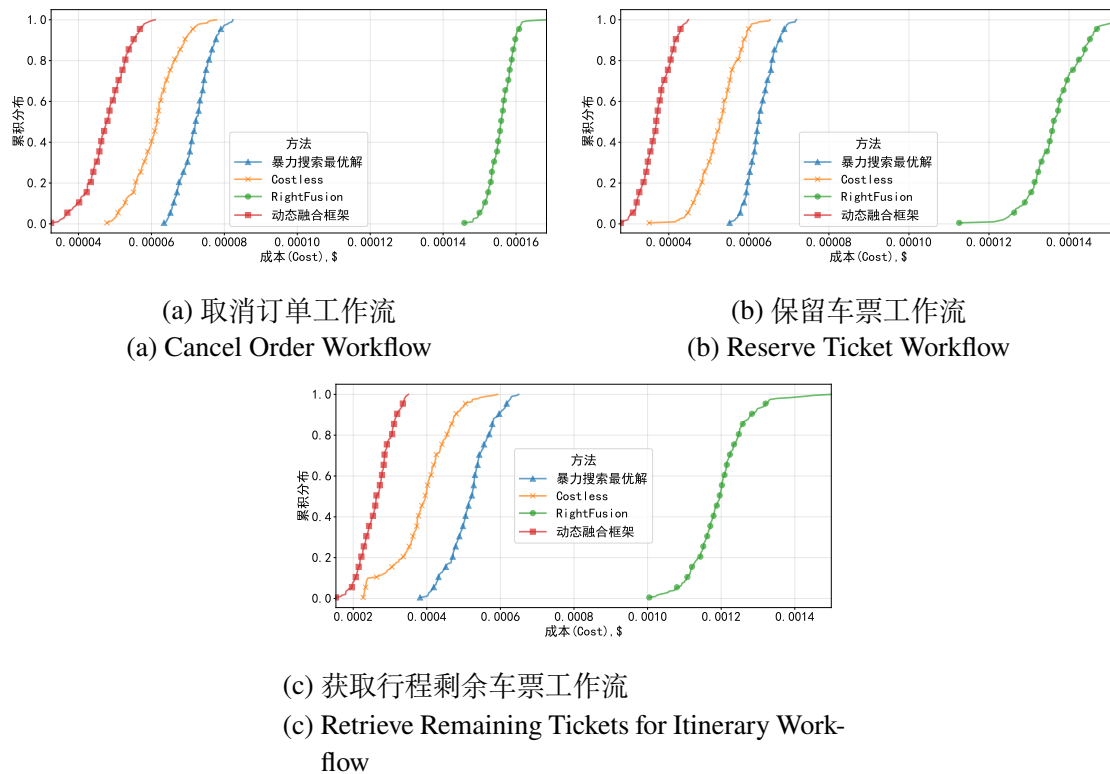 1.0
0.8
0.6
0.4
0.2
0.0
累积分布
方法
暴力搜索最优解
Costless
RightFusion
动态融合框架
0.00004 0.00006 0.00008 0.00010 0.00012 0.00014 0.00016
成本(Cost),$
(a) 取消订单工作流
(a) Cancel Order Workflow
1.0
0.8
0.6
0.4
0.2
0.0
累积分布
方法
暴力搜索最优解
Costless
RightFusion
动态融合框架
0.00004 0.00006 0.00008 0.00010 0.00012 0.00014
成本(Cost),$
(b) 保留车票工作流
(b) Reserve Ticket Workflow
1.0
0.8
0.6
0.4
0.2
0.0
累积分布
方法
暴力搜索最优解
Costless
RightFusion
动态融合框架
0.0002 0.0004 0.0006 0.0008 0.0010 0.0012 0.0014
成本(Cost),$
(c) 获取行程剩余车票工作流
(c) Retrieve Remaining Tickets for Itinerary Work-
flow